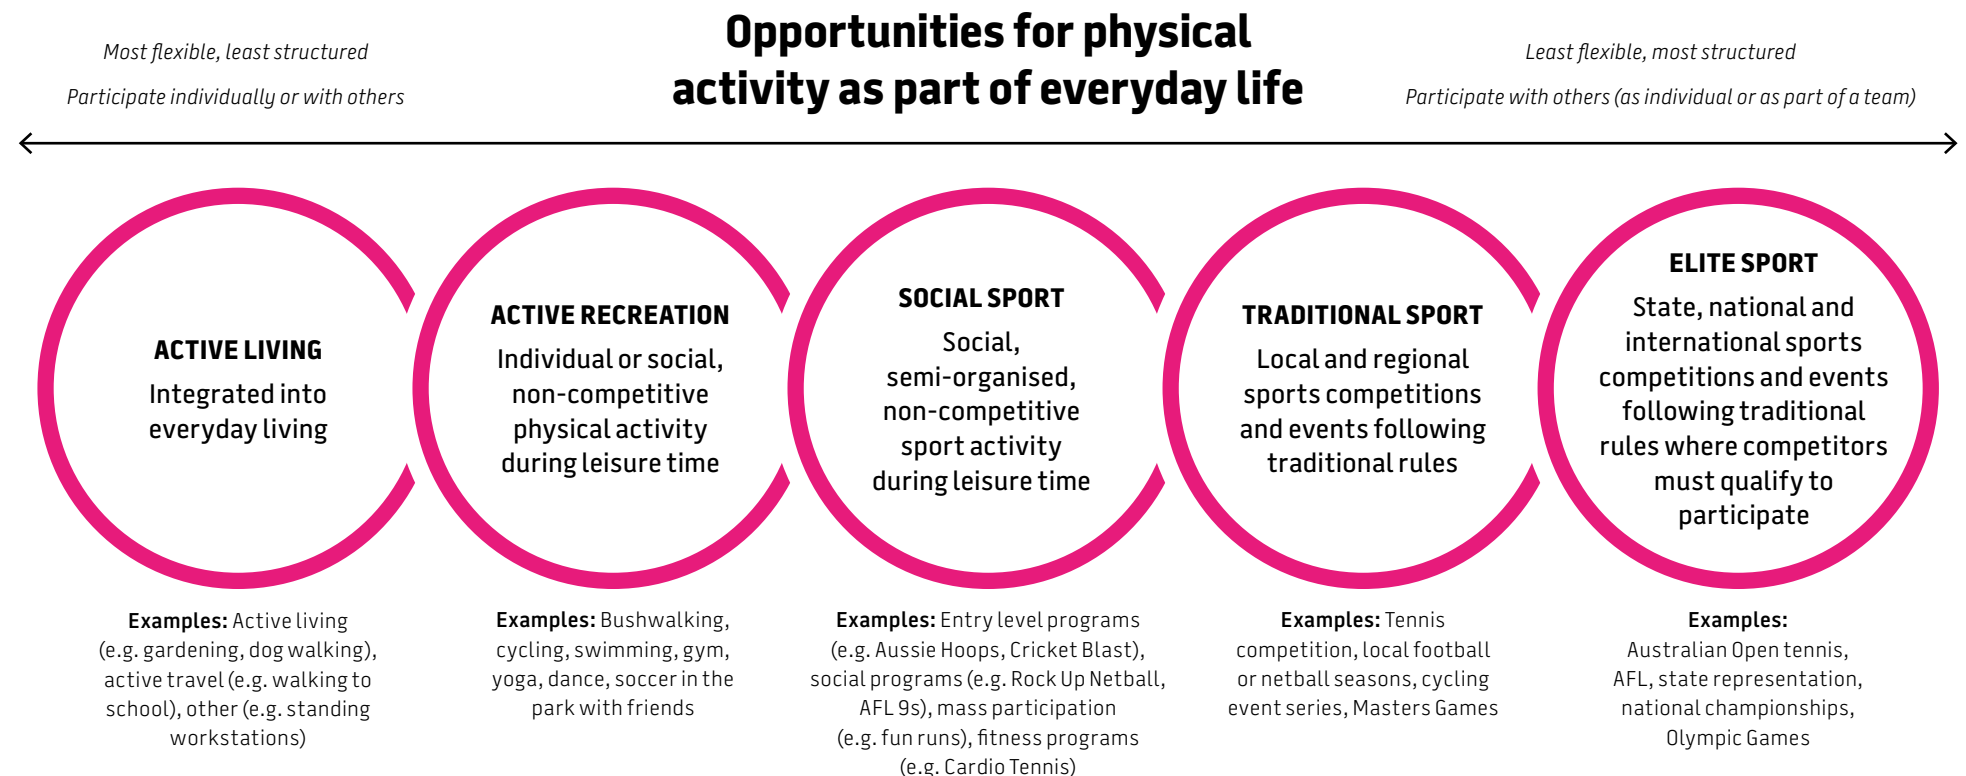 Opportunities for physical
activity as part of everyday life
Most flexible, least structured
Participate individually or with others
Least flexible, most structured
Participate with others (as individual or as part of a team)
ACTIVE LIVING
Integrated into
everyday living
Examples: Active living
(e.g. gardening, dog walking),
active travel (e.g. walking to
school), other (e.g. standing
workstations)
ACTIVE RECREATION
Individual or social,
non-competitive
physical activity
during leisure time
Examples: Bushwalking,
cycling, swimming, gym,
yoga, dance, soccer in the
park with friends
SOCIAL SPORT
Social,
semi-organised,
non-competitive
sport activity
during leisure time
Examples: Entry level programs
(e.g. Aussie Hoops, Cricket Blast),
social programs (e.g. Rock Up Netball,
AFL 9s), mass participation
(e.g. fun runs), fitness programs
(e.g. Cardio Tennis)
TRADITIONAL SPORT
Local and regional
sports competitions
and events following
traditional rules
Examples: Tennis
competition, local football
or netball seasons, cycling
event series, Masters Games
ELITE SPORT
State, national and
international sports
competitions and events
following traditional
rules where competitors
must qualify to
participate
Examples:
Australian Open tennis,
AFL, state representation,
national championships,
Olympic Games